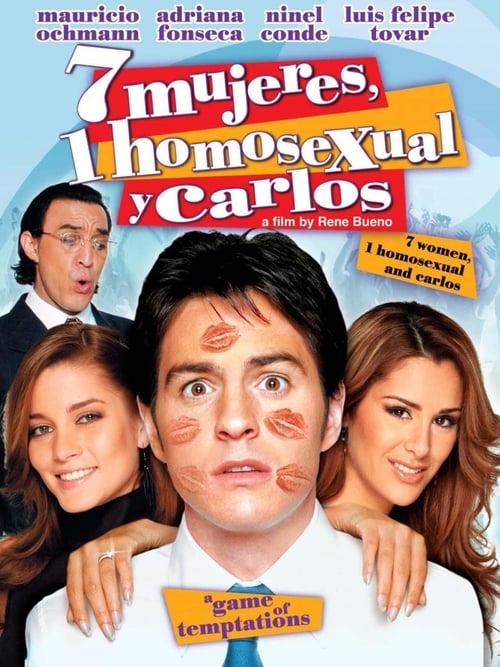 mauricio ochmann
adriana fonseca
ninel conde
luis felipe tovar
7 mujeres,
1 homosexual
y carlos
a film by Rene Bueno
7 women,
1 homosexual
and carlos
a game of
temptations